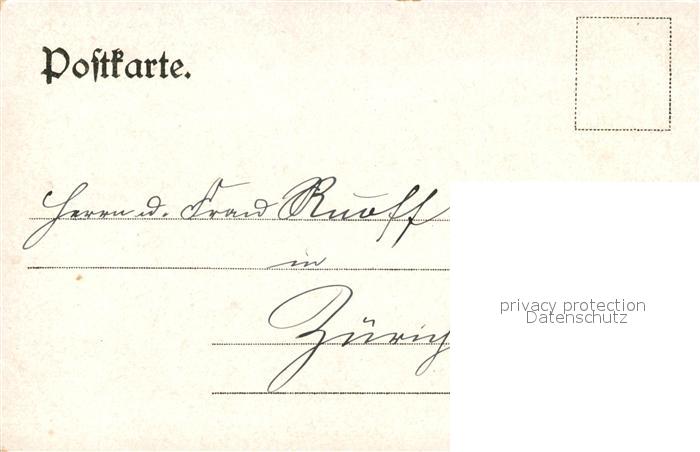 Postkarte.
Herrn u. Frau Ruoff
in
Zürich
privacy protection
Datenschutz